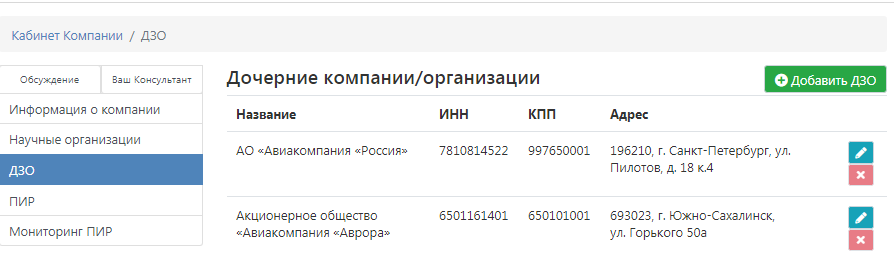 Кабинет Компании / ДЗО
Обсуждение Ваш Консультант
Информация о компании
Научные организации
ДЗО
ПИР
Мониторинг ПИР
Дочерние компании/организации
Добавить ДЗО
Название ИНН КПП Адрес
АО «Авиакомпания «Россия» 7810814522 997650001 196210, г. Санкт-Петербург, ул.
Пилотов, д. 18 к.4
Акционерное общество 6501161401 650101001 693023, г. Южно-Сахалинск,
«Авиакомпания «Аврора» ул. Горького 50а